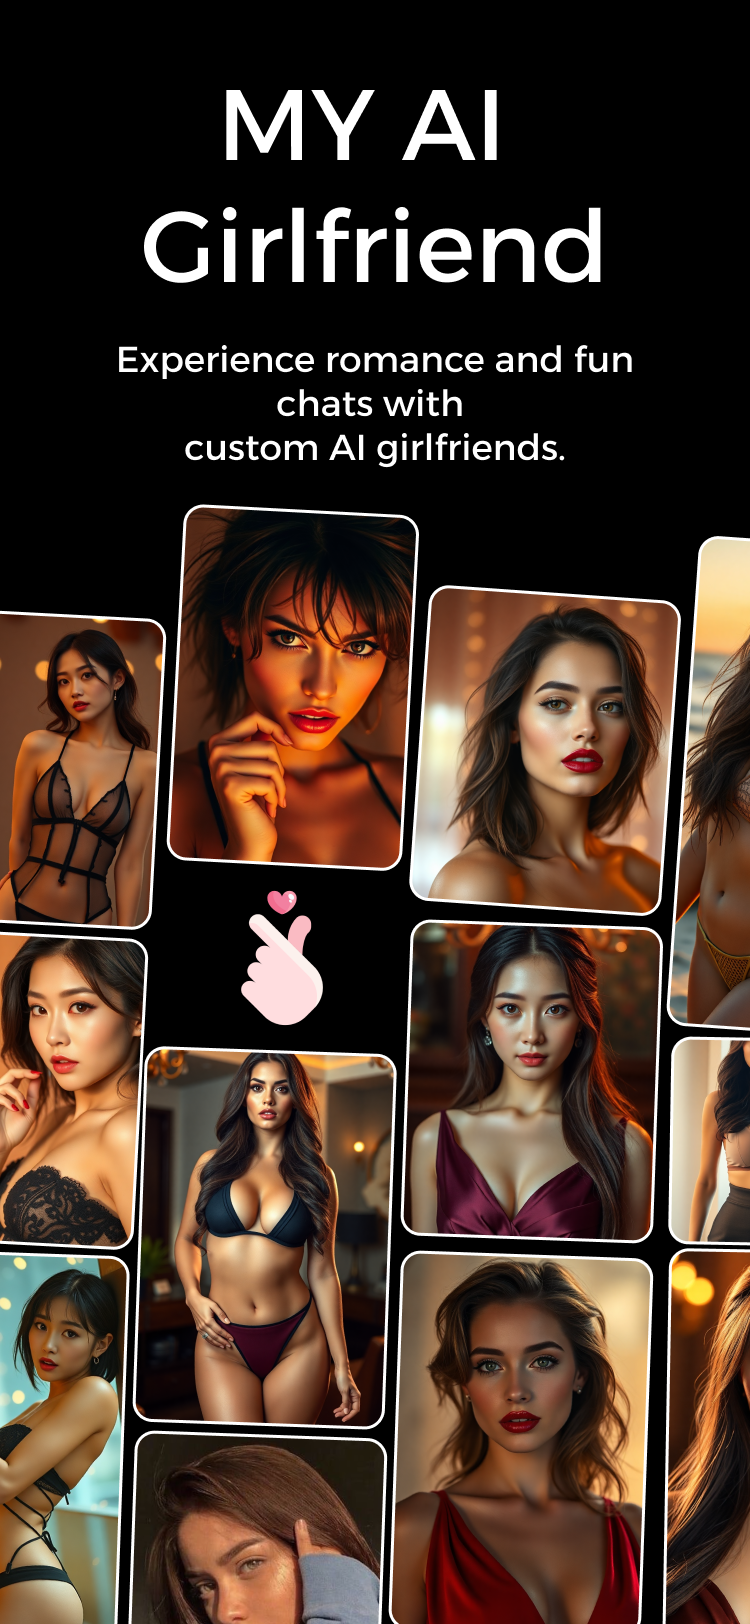 MY AI
Girlfriend
Experience romance and fun
chats with
custom AI girlfriends.